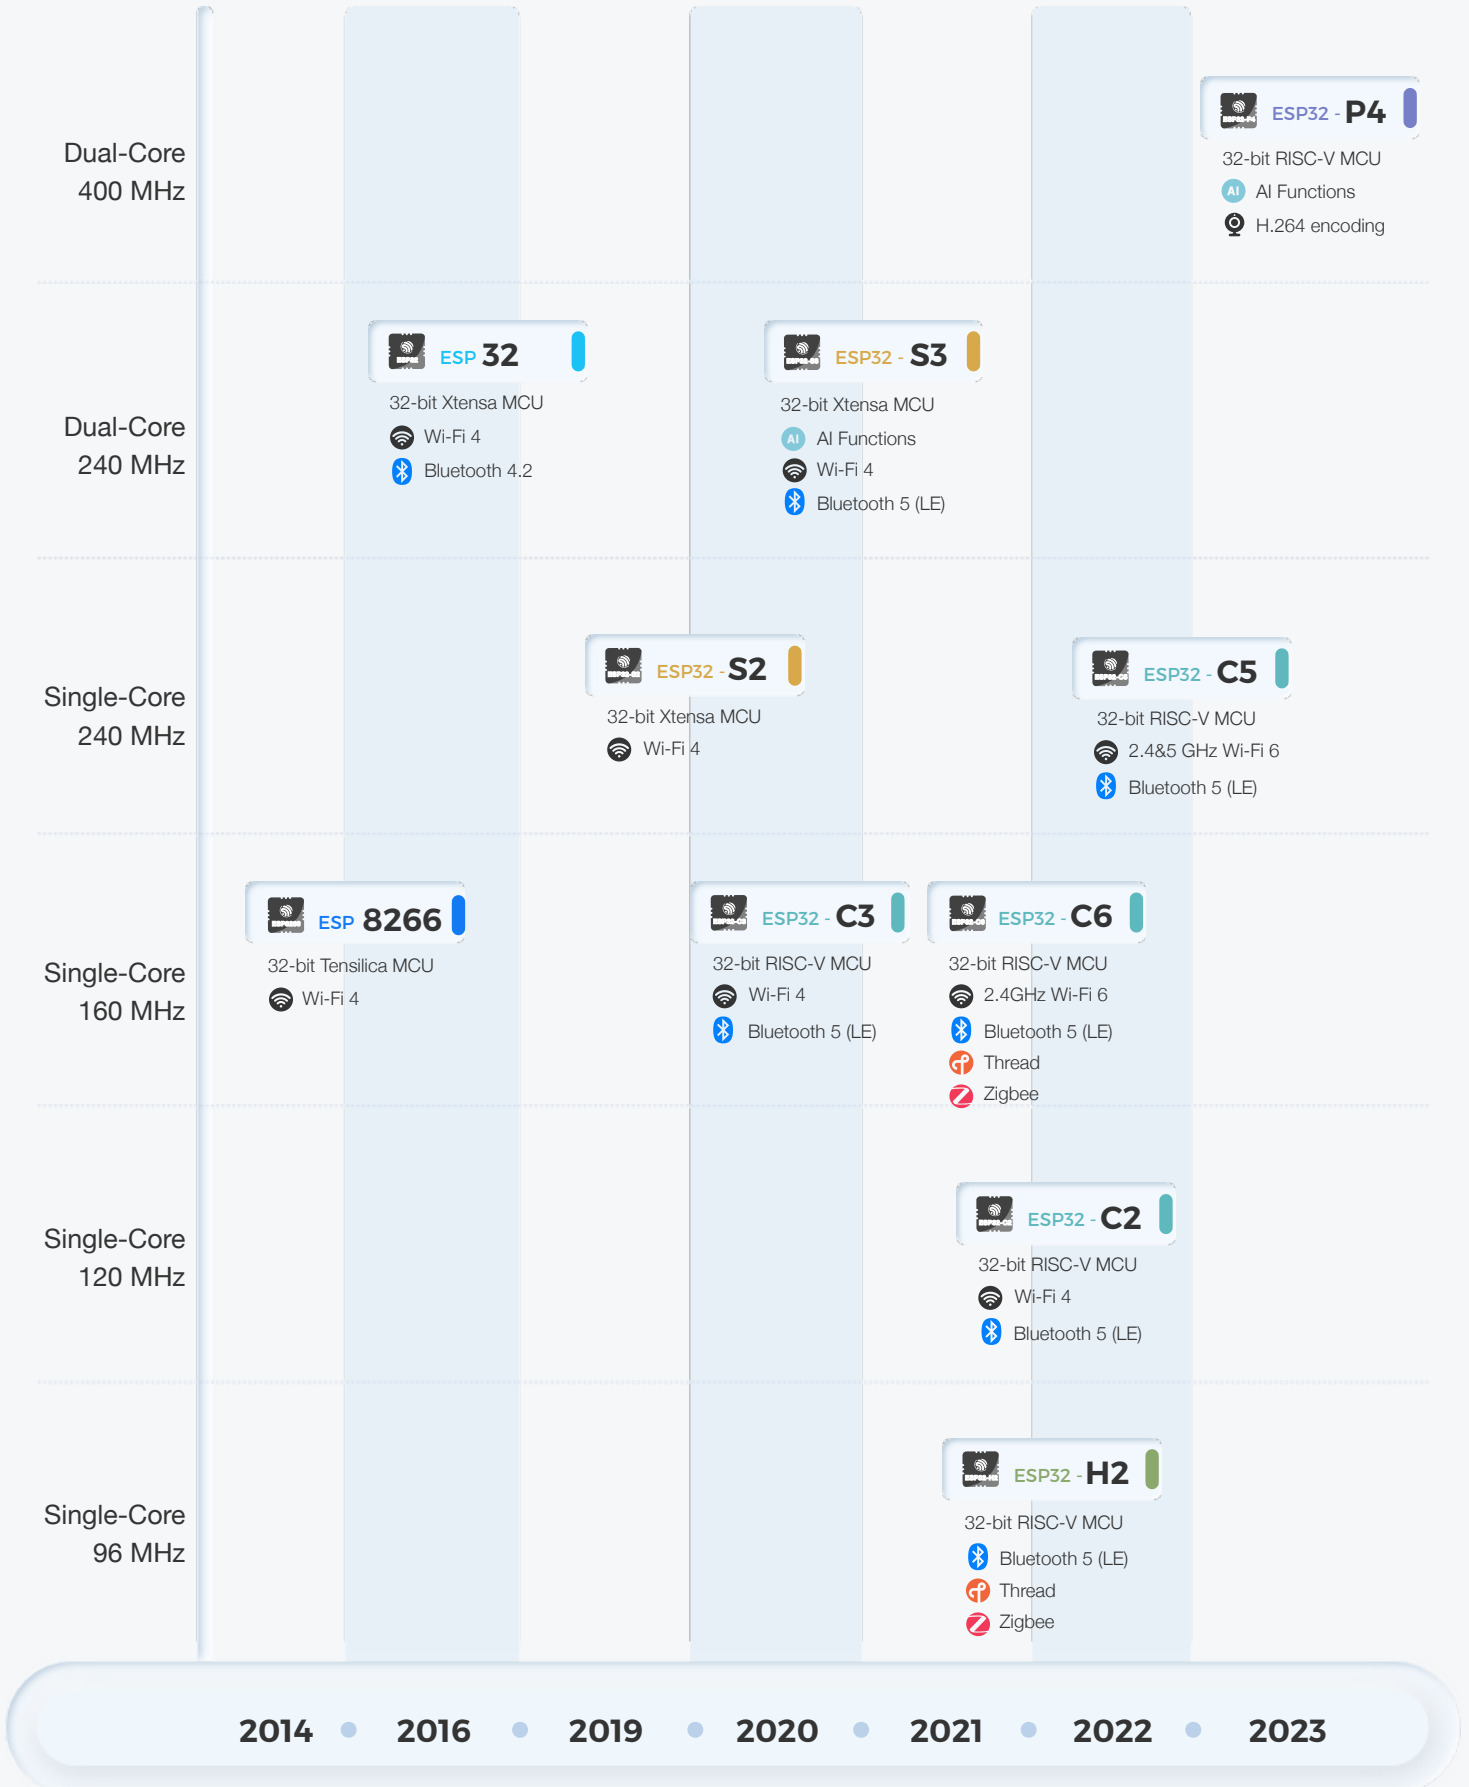 Dual-Core
400 MHz
ESP32 - P4
32-bit RISC-V MCU
AI AI Functions
H.264 encoding
Dual-Core
240 MHz
ESP 32
32-bit Xtensa MCU
Wi-Fi 4
Bluetooth 4.2
ESP32 - S3
32-bit Xtensa MCU
AI AI Functions
Wi-Fi 4
Bluetooth 5 (LE)
Single-Core
240 MHz
ESP32 - S2
32-bit Xtensa MCU
Wi-Fi 4
ESP32 - C5
32-bit RISC-V MCU
2.4&5 GHz Wi-Fi 6
Bluetooth 5 (LE)
Single-Core
160 MHz
ESP 8266
32-bit Tensilica MCU
Wi-Fi 4
ESP32 - C3
32-bit RISC-V MCU
Wi-Fi 4
Bluetooth 5 (LE)
ESP32 - C6
32-bit RISC-V MCU
2.4GHz Wi-Fi 6
Bluetooth 5 (LE)
Thread
Zigbee
Single-Core
120 MHz
ESP32 - C2
32-bit RISC-V MCU
Wi-Fi 4
Bluetooth 5 (LE)
Single-Core
96 MHz
ESP32 - H2
32-bit RISC-V MCU
Bluetooth 5 (LE)
Thread
Zigbee
2014 2016 2019 2020 2021 2022 2023